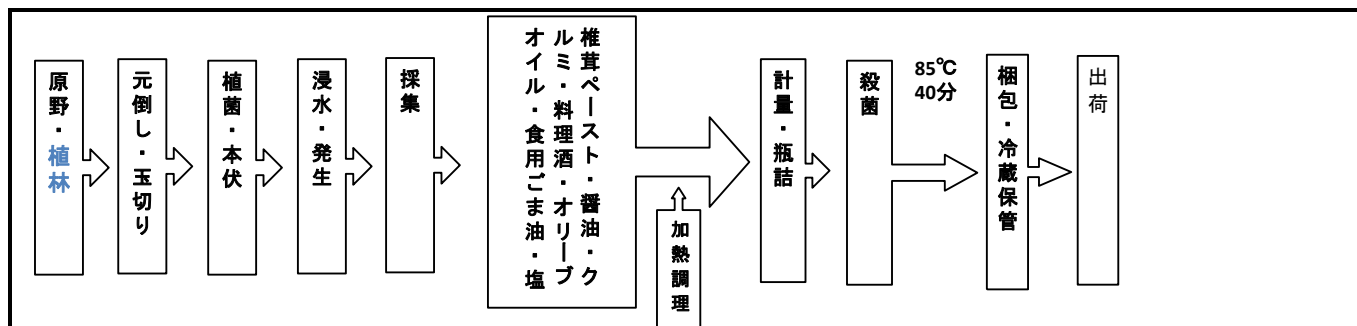 原野・植林
元倒し・玉切り
植菌・本伏
浸水・発生
採集
椎茸ペースト・醤油・ク
ルミ・料理酒・オリーブ
オイル・食用ごま油・塩
加熱調理
計量・瓶詰
殺菌
85℃
40分
梱包・冷蔵保管
出荷